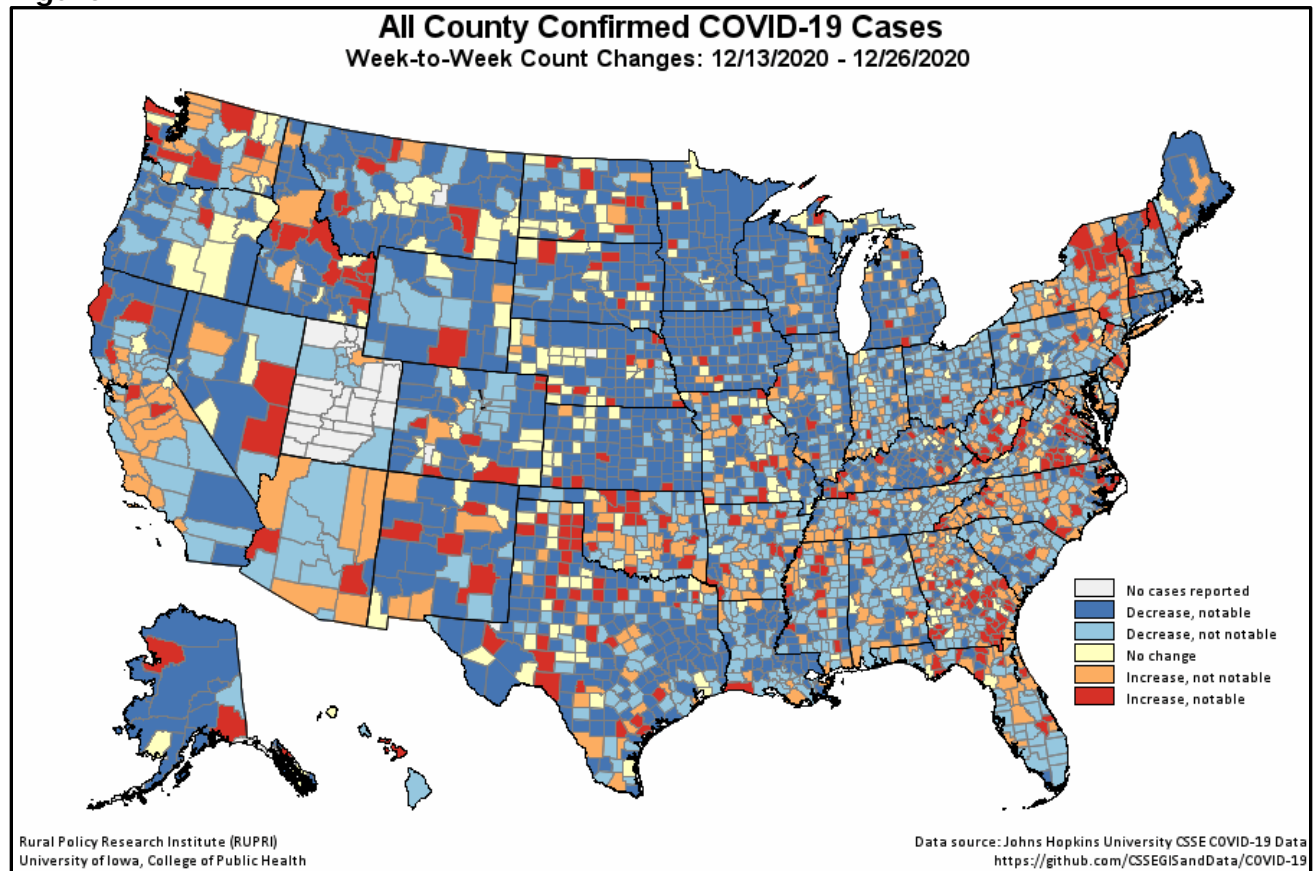 All County Confirmed COVID-19 Cases
Week-to-Week Count Changes: 12/13/2020 - 12/26/2020
No cases reported
Decrease, notable
Decrease, not notable
No change
Increase, not notable
Increase, notable
Rural Policy Research Institute (RUPRI)
University of Iowa, College of Public Health
Data source: Johns Hopkins University CSSE COVID-19 Data
https://github.com/CSSEGISandData/COVID-19